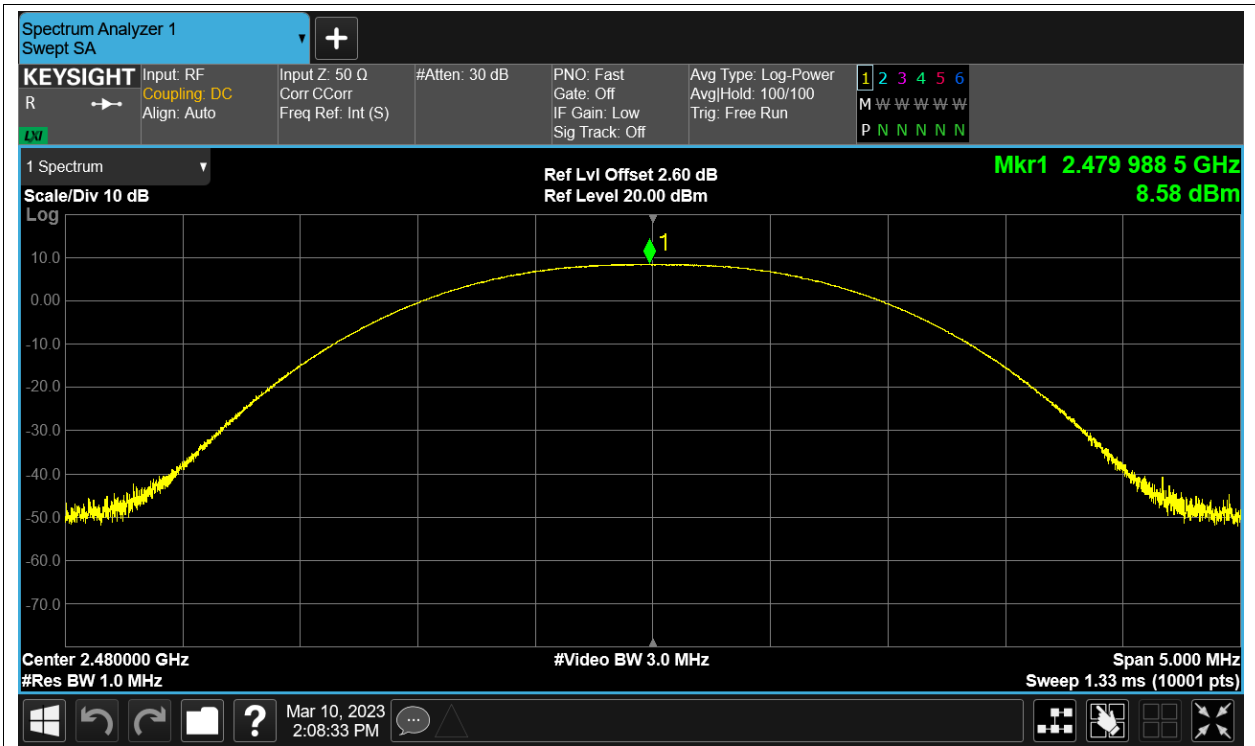 Spectrum Analyzer 1
Swept SA
KEYSIGHT
R
LXI
Input: RF
Coupling: DC
Align: Auto
Input Z: 50 Ω
Corr CCorr
Freq Ref: Int (S)
#Atten: 30 dB
PNO: Fast
Gate: Off
IF Gain: Low
Sig Track: Off
Avg Type: Log-Power
Avg|Hold: 100/100
Trig: Free Run
1 2 3 4 5 6
M W W W W W
P N N N N N
1 Spectrum
Scale/Div 10 dB
Log
Ref Lvl Offset 2.60 dB
Ref Level 20.00 dBm
Mkr1 2.479 988 5 GHz
8.58 dBm
1
10.0
0.00
-10.0
-20.0
-30.0
-40.0
-50.0
-60.0
-70.0
Center 2.480000 GHz
#Res BW 1.0 MHz
#Video BW 3.0 MHz
Span 5.000 MHz
Sweep 1.33 ms (10001 pts)
?
Mar 10, 2023
2:08:33 PM